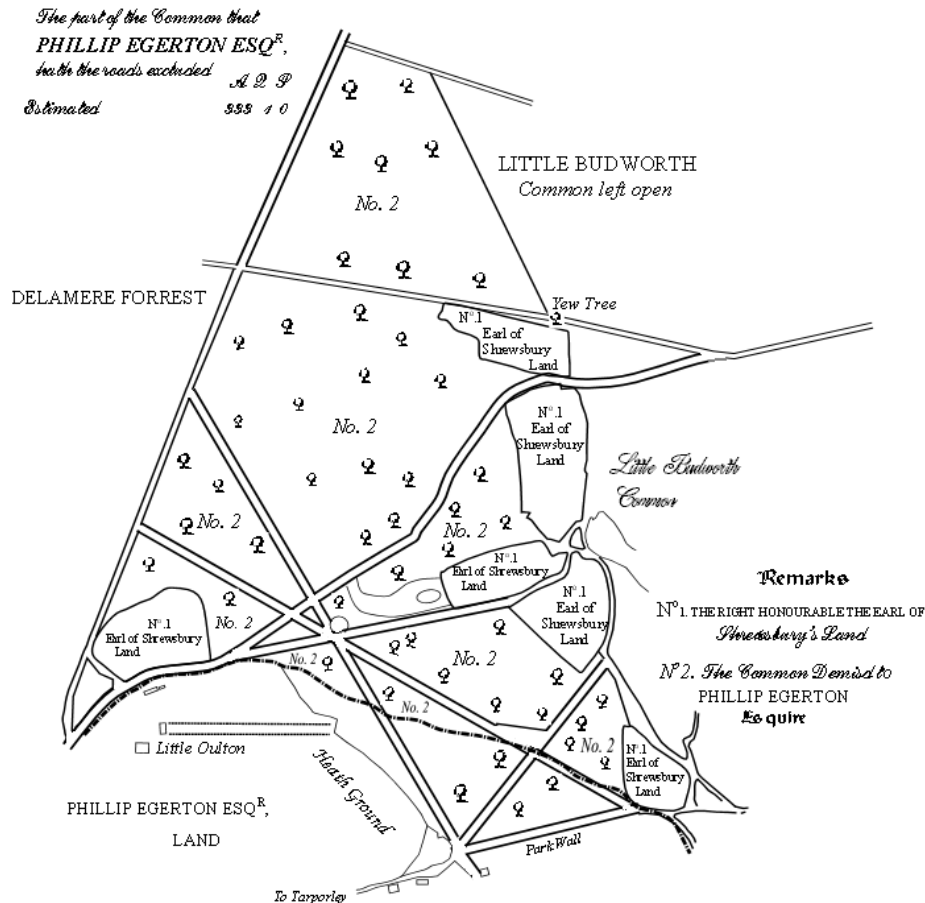 The part of the Common that
PHILLIP EGERTON ESQᴿ,
hath the roads excluded
A Q P
Estimated
333 1 0
LITTLE BUDWORTH
Common left open
No. 2
DELAMERE FORREST
Yew Tree
Nº.1
Earl of
Shrewsbury
Land
No. 2
Nº.1
Earl of
Shrewsbury
Land
Little Budworth
Common
No. 2
No. 2
Nº.1
Earl of Shrewsbury
Land
Nº.1
Earl of
Shrewsbury
Land
Remarks
Nº 1. THE RIGHT HONOURABLE THE EARL OF
Shrewsbury's Land
Nº 2. The Common Demisd to
PHILLIP EGERTON
Esquire
Nº.1
Earl of Shrewsbury
Land
No. 2
No. 2
No. 2
No. 2
No. 2
Nº.1
Earl of
Shrewsbury
Land
Little Oulton
Heath Ground
PHILLIP EGERTON ESQᴿ,
LAND
Park Wall
To Tarporley